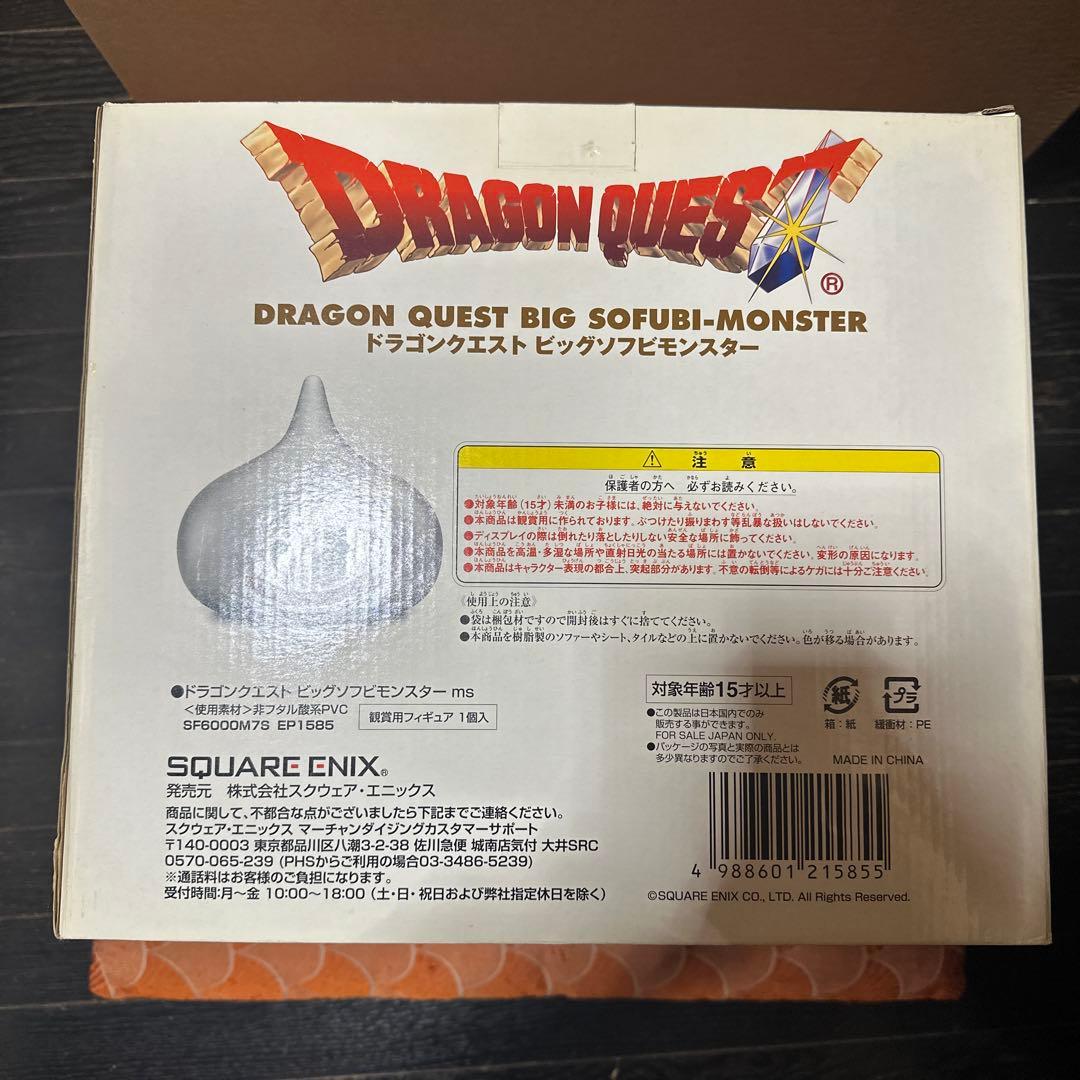 DRAGON QUEST
®
DRAGON QUEST BIG SOFUBI-MONSTER
ドラゴンクエスト ビッグソフビモンスター
注意
保護者の方へ 必ずお読みください。
●対象年齢(15才)未満のお子様には、絶対に与えないでください。
●本商品は観賞用に作られております、ぶつけたり振りまわす等乱暴な扱いはしないでください。
●ディスプレイの際は倒れたり落としたりしない安全な場所に飾ってください。
●本商品を高温・多湿な場所や直射日光の当たる場所には置かないでください。変形の原因になります。
●本商品はキャラクター表現の都合上、突起部分があります。不意の転倒等によるケガには十分ご注意ください。
《使用上の注意》
●袋は梱包材ですので開封後はすぐに捨ててください。
●本商品を樹脂製のソファーやシート、タイルなどの上に置かないでください。色が移る場合があります。
●ドラゴンクエスト ビッグソフビモンスター ms
＜使用素材＞非フタル酸系PVC
SF6000M7S EP1585
観賞用フィギュア 1個入
対象年齢15才以上
●この製品は日本国内でのみ
販売する事ができます。
FOR SALE JAPAN ONLY.
●パッケージの写真と実際の商品とは
多少異なりますのでご了承ください。
紙
箱：紙
プラ
緩衝材：PE
MADE IN CHINA
SQUARE ENIX®
発売元 株式会社スクウェア・エニックス
商品に関して、不都合な点がございましたら下記までご連絡ください。
スクウェア・エニックス マーチャンダイジングカスタマーサポート
〒140-0003 東京都品川区八潮3-2-38 佐川急便 城南店気付 大井SRC
0570-065-239 (PHSからご利用の場合03-3486-5239)
※通話料はお客様のご負担になります。
受付時間:月～金 10:00～18:00 (土・日・祝日および弊社指定休日を除く)
4 988601 215855
©SQUARE ENIX CO., LTD. All Rights Reserved.